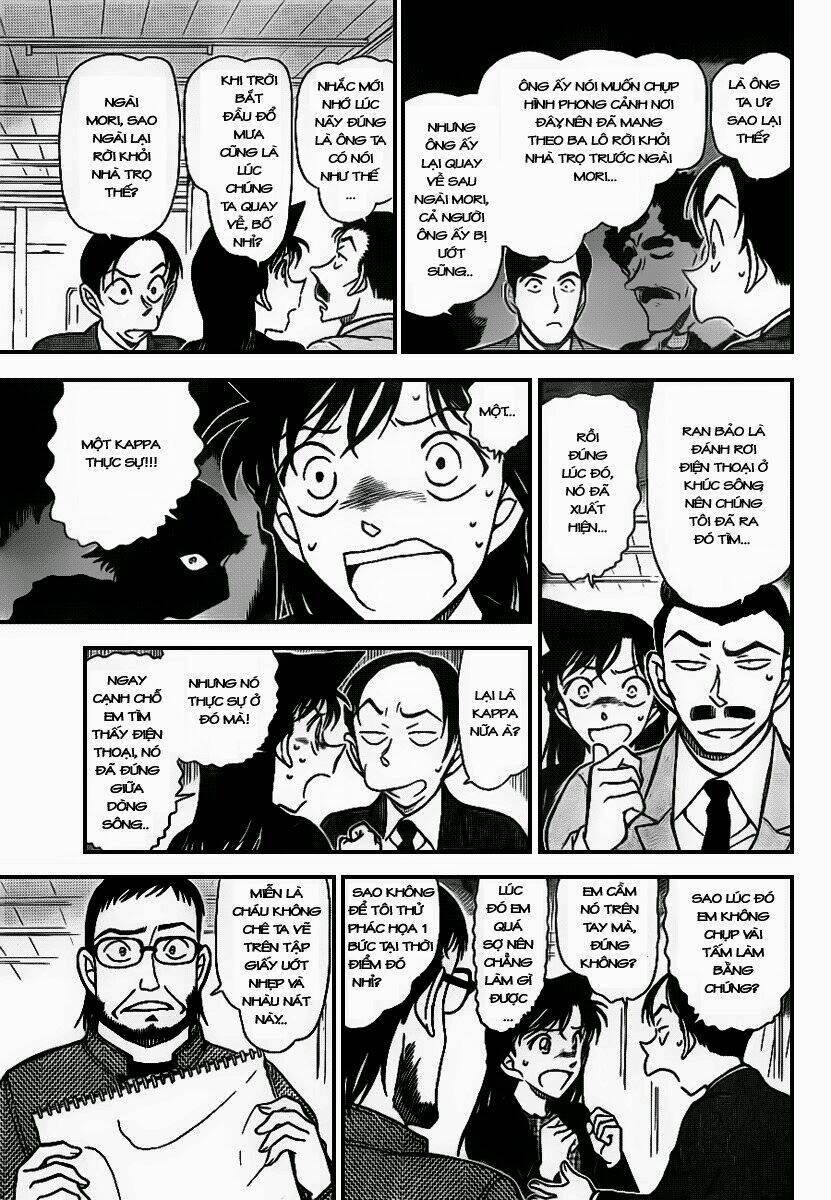 LÀ ÔNG
TA Ư?
SAO LẠI
THẾ?
ÔNG ẤY NÓI MUỐN CHỤP
HÌNH PHONG CẢNH NƠI
ĐÂY, NÊN ĐÃ MANG
THEO BA LÔ RỜI KHỎI
NHÀ TRỌ TRƯỚC NGÀI
MORI...
NHƯNG
ÔNG ẤY
LẠI QUAY
VỀ SAU
NGÀI MORI,
CẢ NGƯỜI
ÔNG ẤY BỊ
ƯỚT
SŨNG..
NHẮC MỚI
NHỚ LÚC
NÃY ĐÚNG
LÀ ÔNG TA
CÓ NÓI
NHƯ THẾ
...
KHI TRỜI
BẮT
ĐẦU ĐỔ
MƯA
CŨNG LÀ
LÚC
CHÚNG
TA QUAY
VỀ, BỐ
NHỈ?
NGÀI
MORI, SAO
NGÀI LẠI
RỜI KHỎI
NHÀ TRỌ
THẾ?
RAN BẢO LÀ
ĐÁNH RƠI
ĐIỆN THOẠI Ở
KHÚC SÔNG,
NÊN CHÚNG
TÔI ĐÃ RA
ĐÓ TÌM...
RỒI
ĐÚNG
LÚC ĐÓ,
NÓ ĐÃ
XUẤT
HIỆN...
MỘT...
MỘT KAPPA
THỰC SỰ!!!
LẠI LÀ
KAPPA
NỮA À?
NHƯNG NÓ
THỰC SỰ Ở
ĐÓ MÀ!
NGAY
CẠNH CHỖ
EM TÌM
THẤY ĐIỆN
THOẠI, NÓ
ĐÃ ĐỨNG
GIỮA
DÒNG
SÔNG..
SAO LÚC ĐÓ
EM KHÔNG
CHỤP VÀI
TẤM LÀM
BẰNG
CHỨNG?
EM CẦM
NÓ TRÊN
TAY MÀ,
ĐÚNG
KHÔNG?
LÚC
ĐÓ EM
QUÁ
SỢ NÊN
CHẲNG
LÀM GÌ
ĐƯỢC
...
SAO KHÔNG
ĐỂ TÔI THỬ
PHÁC HỌA 1
BỨC TẠI THỜI
ĐIỂM ĐÓ
NHỈ?
MIỄN LÀ
CHÁU KHÔNG
CHÊ TA VẼ
TRÊN TẬP
GIẤY ƯỚT
NHẸP VÀ
NHÀU NÁT
NÀY...